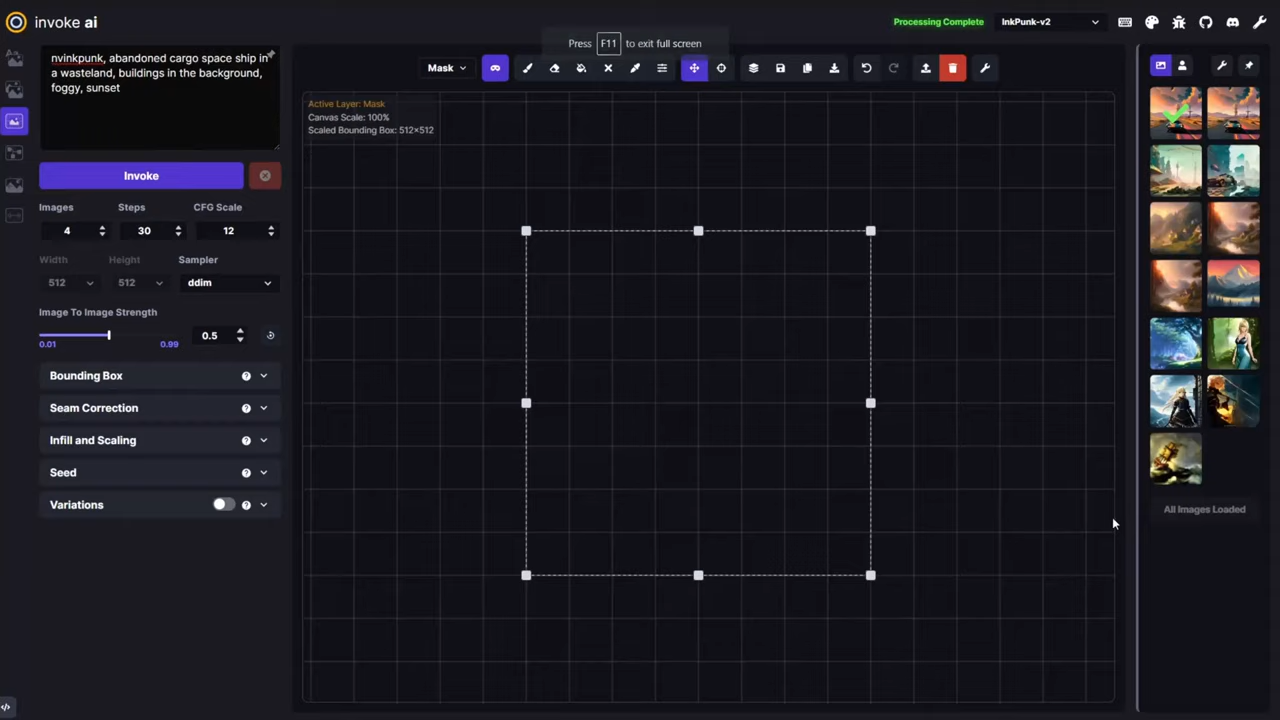 invoke ai
Press F11 to exit full screen
Processing Complete
InkPunk-v2
nvinkpunk, abandoned cargo space ship in
a wasteland, buildings in the background,
foggy, sunset
Mask
Active Layer: Mask
Canvas Scale: 100%
Scaled Bounding Box: 512×512
Invoke
Images
Steps
CFG Scale
4
30
12
Width
Height
Sampler
512
512
ddim
Image To Image Strength
0.5
0.01
0.99
Bounding Box
Seam Correction
Infill and Scaling
Seed
Variations
All Images Loaded